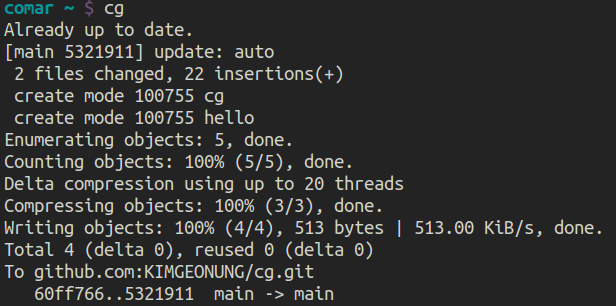 comar ~ $ cg
Already up to date.
[main 5321911] update: auto
 2 files changed, 22 insertions(+)
 create mode 100755 cg
 create mode 100755 hello
Enumerating objects: 5, done.
Counting objects: 100% (5/5), done.
Delta compression using up to 20 threads
Compressing objects: 100% (3/3), done.
Writing objects: 100% (4/4), 513 bytes | 513.00 KiB/s, done.
Total 4 (delta 0), reused 0 (delta 0)
To github.com:KIMGEONUNG/cg.git
   60ff766..5321911  main -> main